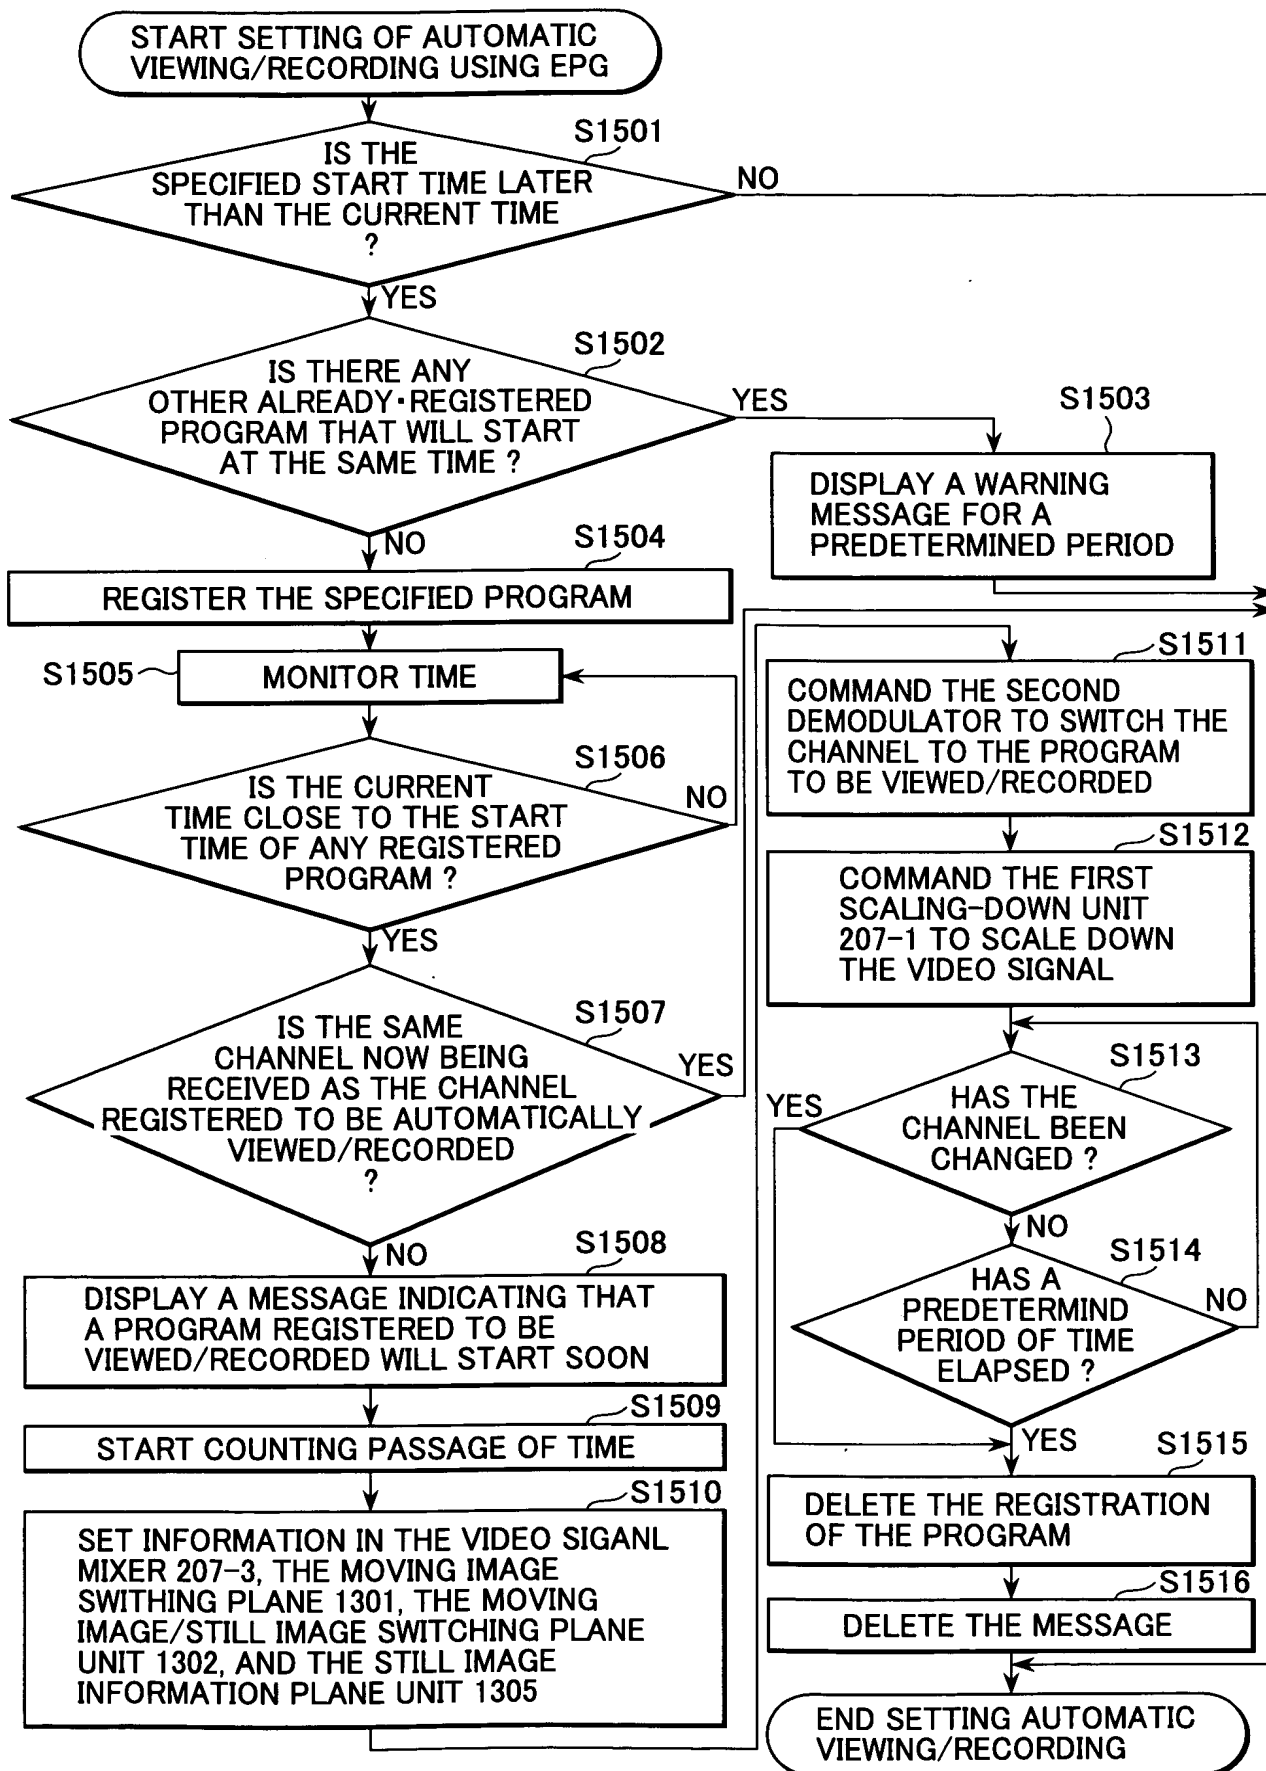 START SETTING OF AUTOMATIC
VIEWING/RECORDING USING EPG
S1501
IS THE
SPECIFIED START TIME LATER
THAN THE CURRENT TIME
?
NO
YES
S1502
IS THERE ANY
OTHER ALREADY·REGISTERED
PROGRAM THAT WILL START
AT THE SAME TIME ?
YES
NO
S1503
DISPLAY A WARNING
MESSAGE FOR A
PREDETERMINED PERIOD
S1504
REGISTER THE SPECIFIED PROGRAM
S1505
MONITOR TIME
S1506
IS THE CURRENT
TIME CLOSE TO THE START
TIME OF ANY REGISTERED
PROGRAM ?
NO
YES
S1507
IS THE SAME
CHANNEL NOW BEING
RECEIVED AS THE CHANNEL
REGISTERED TO BE AUTOMATICALLY
VIEWED/RECORDED
?
YES
NO
S1508
DISPLAY A MESSAGE INDICATING THAT
A PROGRAM REGISTERED TO BE
VIEWED/RECORDED WILL START SOON
S1509
START COUNTING PASSAGE OF TIME
S1510
SET INFORMATION IN THE VIDEO SIGANL
MIXER 207-3, THE MOVING IMAGE
SWITHING PLANE 1301, THE MOVING
IMAGE/STILL IMAGE SWITCHING PLANE
UNIT 1302, AND THE STILL IMAGE
INFORMATION PLANE UNIT 1305
S1511
COMMAND THE SECOND
DEMODULATOR TO SWITCH THE
CHANNEL TO THE PROGRAM
TO BE VIEWED/RECORDED
S1512
COMMAND THE FIRST
SCALING-DOWN UNIT
207-1 TO SCALE DOWN
THE VIDEO SIGNAL
S1513
YES
HAS THE
CHANNEL BEEN
CHANGED ?
NO
S1514
HAS A
PREDETERMIND
PERIOD OF TIME
ELAPSED ?
NO
YES
S1515
DELETE THE REGISTRATION
OF THE PROGRAM
S1516
DELETE THE MESSAGE
END SETTING AUTOMATIC
VIEWING/RECORDING